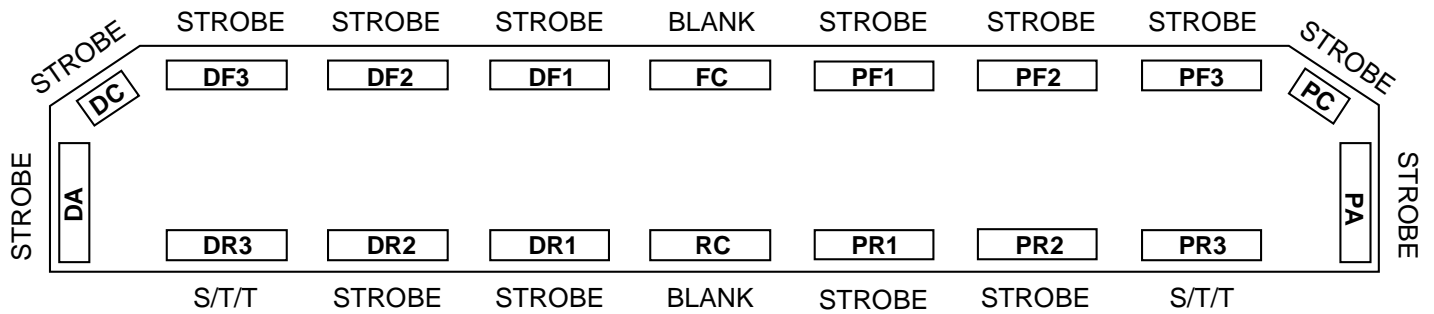 STROBE STROBE STROBE BLANK STROBE STROBE STROBE
STROBE STROBE
DC DF3 DF2 DF1 FC PF1 PF2 PF3 PC
STROBE DA PA STROBE
DR3 DR2 DR1 RC PR1 PR2 PR3
S/T/T STROBE STROBE BLANK STROBE STROBE S/T/T